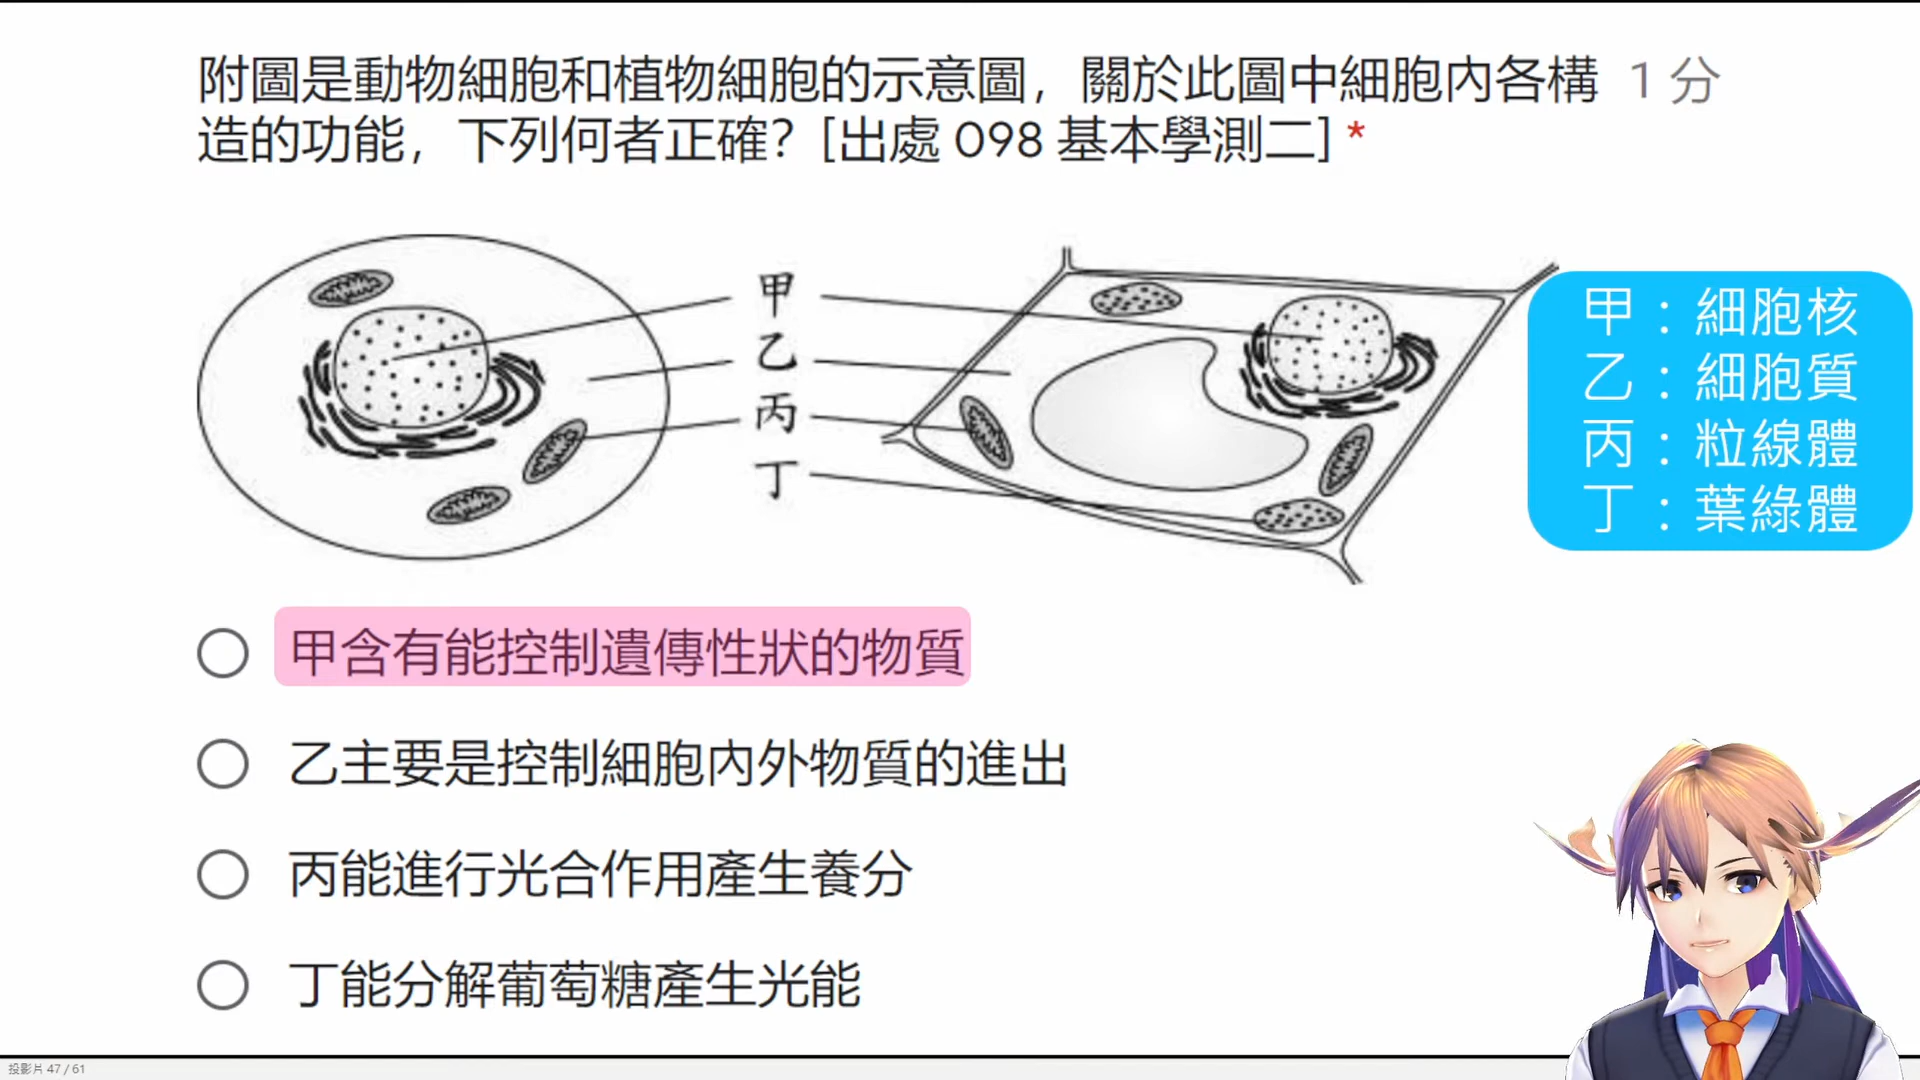 附圖是動物細胞和植物細胞的示意圖，關於此圖中細胞內各構 1 分
造的功能，下列何者正確？[出處 098 基本學測二] *
甲
乙
丙
丁
甲：細胞核
乙：細胞質
丙：粒線體
丁：葉綠體
甲含有能控制遺傳性狀的物質
乙主要是控制細胞內外物質的進出
丙能進行光合作用產生養分
丁能分解葡萄糖產生光能
投影片 47 / 61